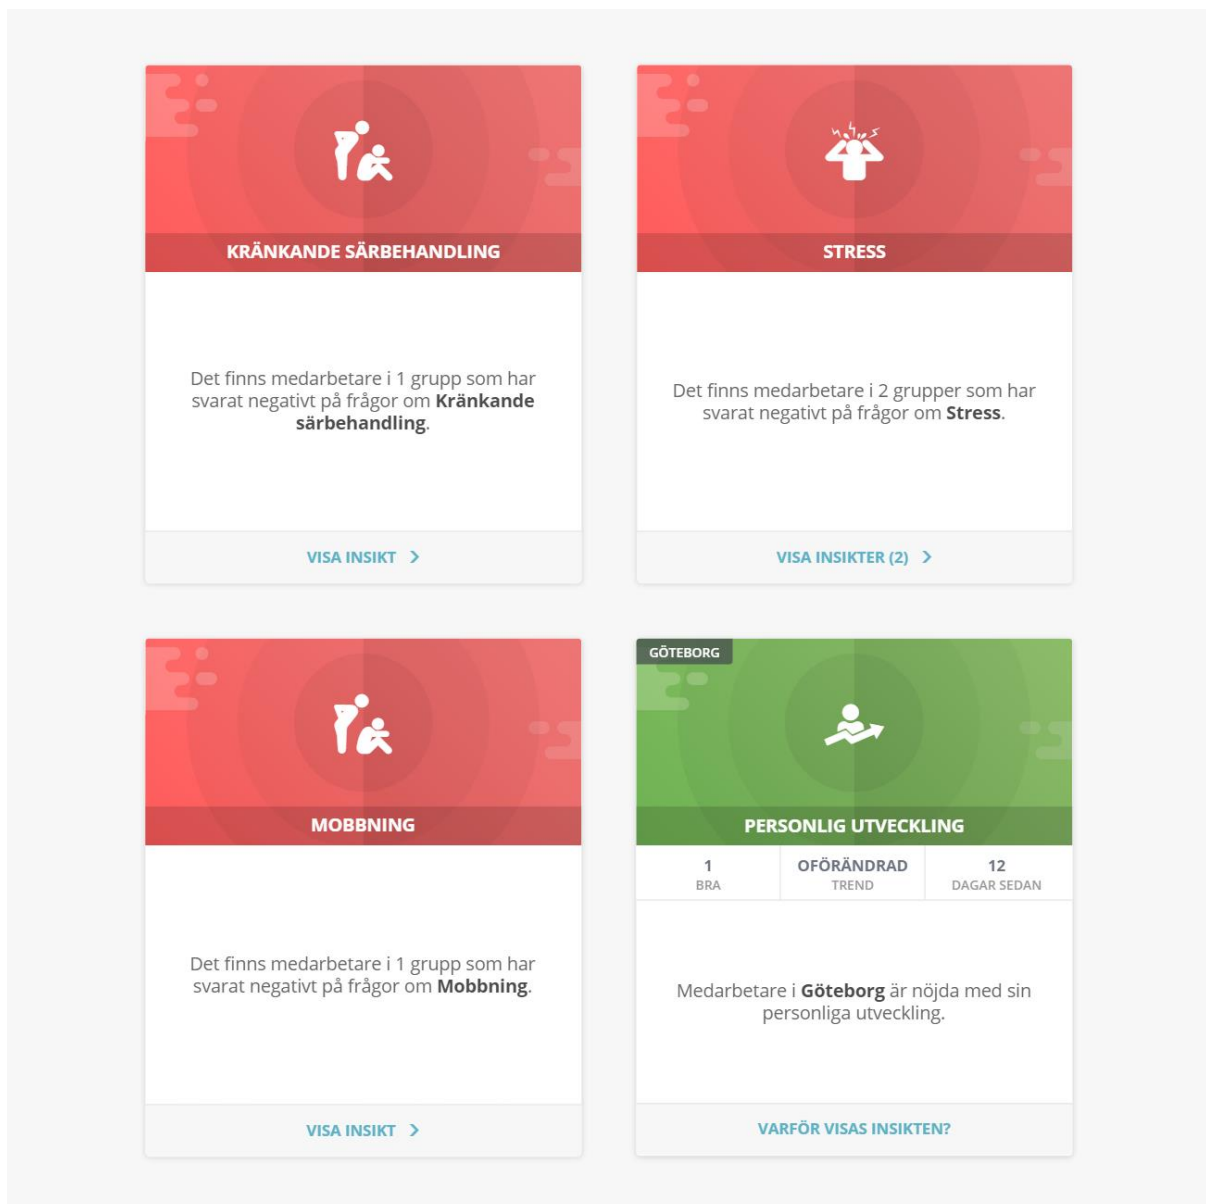 KRÄNKANDE SÄRBEHANDLING
Det finns medarbetare i 1 grupp som har
svarat negativt på frågor om Kränkande
särbehandling.
VISA INSIKT
STRESS
Det finns medarbetare i 2 grupper som har
svarat negativt på frågor om Stress.
VISA INSIKTER (2)
MOBBNING
Det finns medarbetare i 1 grupp som har
svarat negativt på frågor om Mobbning.
VISA INSIKT
GÖTEBORG
PERSONLIG UTVECKLING
1 OFÖRÄNDRAD 12
BRA TREND DAGAR SEDAN
Medarbetare i Göteborg är nöjda med sin
personliga utveckling.
VARFÖR VISAS INSIKTEN?